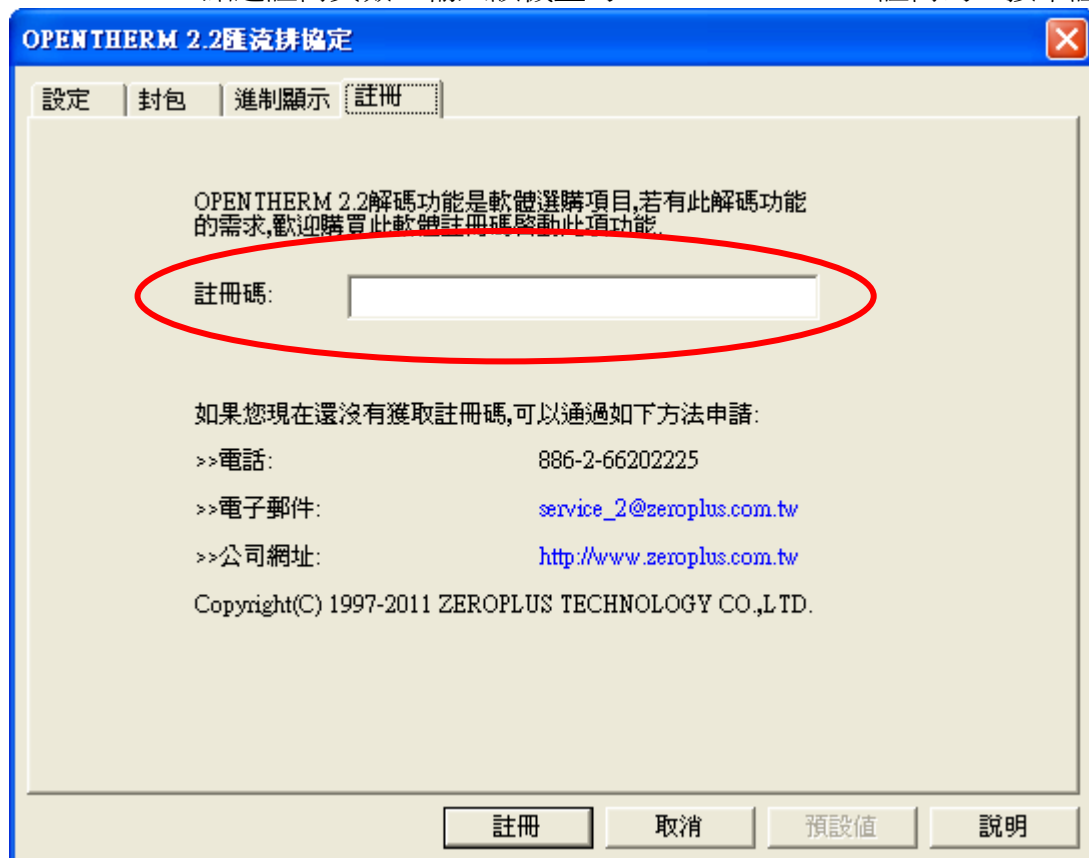 OPENTHERM 2.2匯流排協定
設定 封包 進制顯示 註冊
OPENTHERM 2.2解碼功能是軟體選購項目,若有此解碼功能
的需求,歡迎購買此軟體註冊碼啓動此項功能.
註冊碼:
如果您現在還沒有獲取註冊碼,可以通過如下方法申請:
>>電話: 886-2-66202225
>>電子郵件: service_2@zeroplus.com.tw
>>公司網址: http://www.zeroplus.com.tw
Copyright(C) 1997-2011 ZEROPLUS TECHNOLOGY CO.,LTD.
註冊 取消 預設值 說明